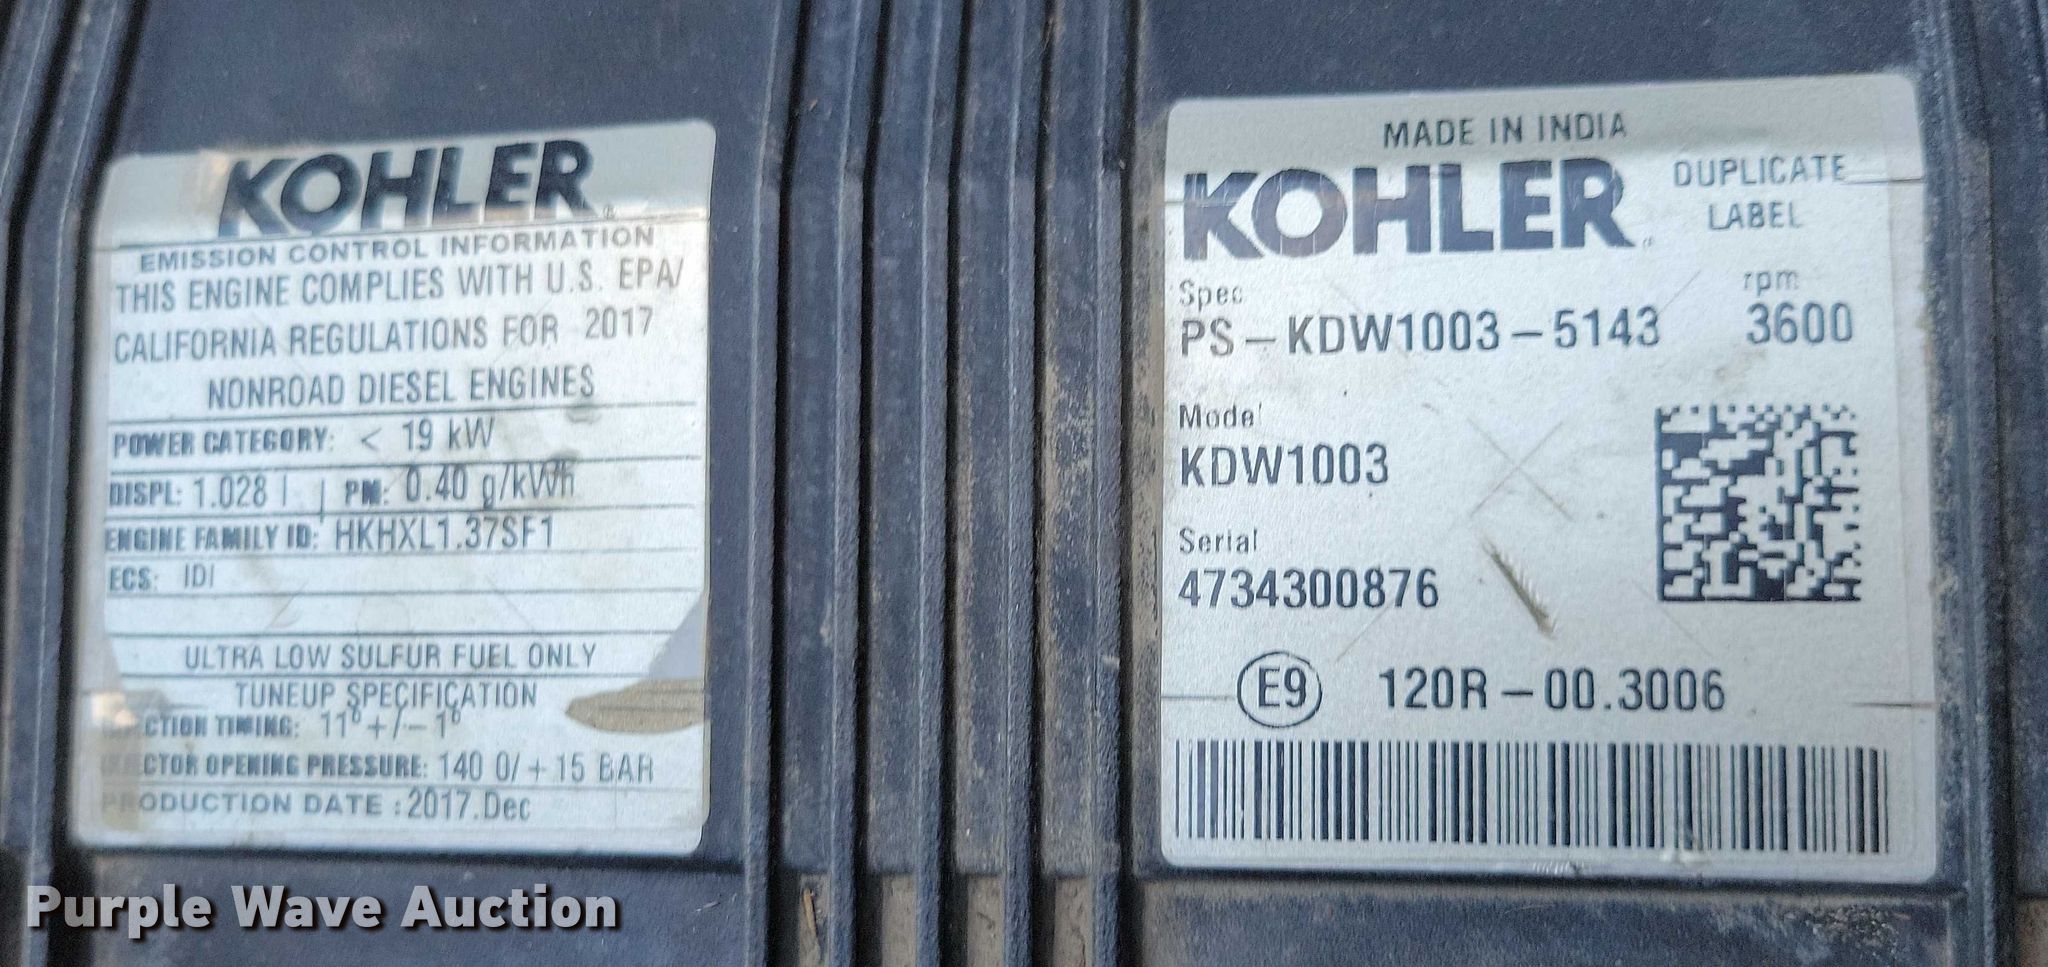 KOHLER®
EMISSION CONTROL INFORMATION
THIS ENGINE COMPLIES WITH U.S. EPA/
CALIFORNIA REGULATIONS FOR 2017
NONROAD DIESEL ENGINES
POWER CATEGORY: < 19 kW
DISPL: 1.028 l | PM: 0.40 g/kWh
ENGINE FAMILY ID: HKHXL1.37SF1
ECS: IDI
ULTRA LOW SULFUR FUEL ONLY
TUNEUP SPECIFICATION
CTION TIMING: 11° +/- 1°
CTOR OPENING PRESSURE: 140 0/+15 BAR
PRODUCTION DATE :2017.Dec
MADE IN INDIA
KOHLER®
DUPLICATE
LABEL
Spec
rpm
PS-KDW1003-5143
3600
Model
KDW1003
Serial
4734300876
E9 120R-00.3006
Purple Wave Auction